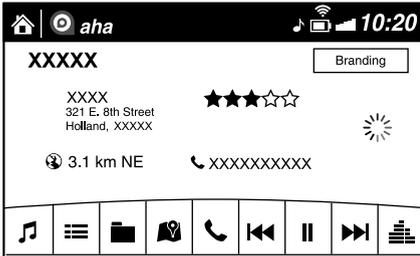 aha 10:20
XXXXX
Branding
XXXX
321 E. 8th Street
Holland, XXXXX
3.1 km NE
XXXXXXXXXX